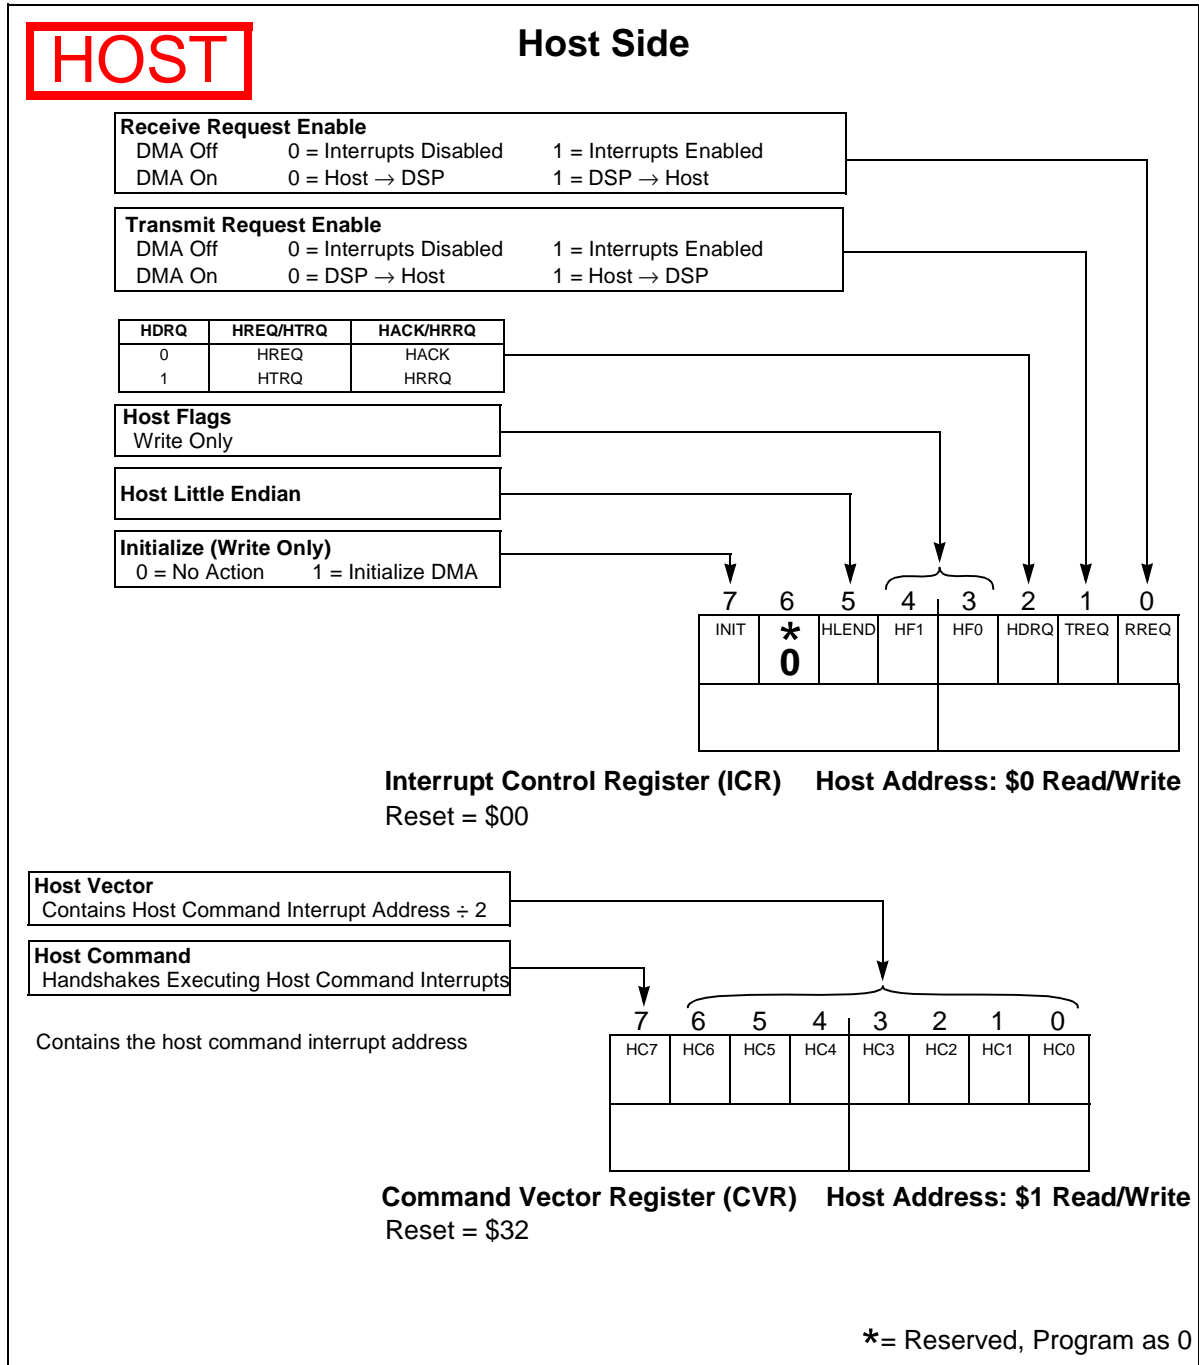 HOST
Host Side
Receive Request Enable
DMA Off 0 = Interrupts Disabled 1 = Interrupts Enabled
DMA On 0 = Host → DSP 1 = DSP → Host
Transmit Request Enable
DMA Off 0 = Interrupts Disabled 1 = Interrupts Enabled
DMA On 0 = DSP → Host 1 = Host → DSP
HDRQ HREQ/HTRQ HACK/HRRQ
0 HREQ HACK
1 HTRQ HRRQ
Host Flags
Write Only
Host Little Endian
Initialize (Write Only)
0 = No Action 1 = Initialize DMA
7 6 5 4 3 2 1 0
INIT * HLEND HF1 HF0 HDRQ TREQ RREQ
0
Interrupt Control Register (ICR) Host Address: $0 Read/Write
Reset = $00
Host Vector
Contains Host Command Interrupt Address ÷ 2
Host Command
Handshakes Executing Host Command Interrupts
Contains the host command interrupt address
7 6 5 4 3 2 1 0
HC7 HC6 HC5 HC4 HC3 HC2 HC1 HC0
Command Vector Register (CVR) Host Address: $1 Read/Write
Reset = $32
*= Reserved, Program as 0